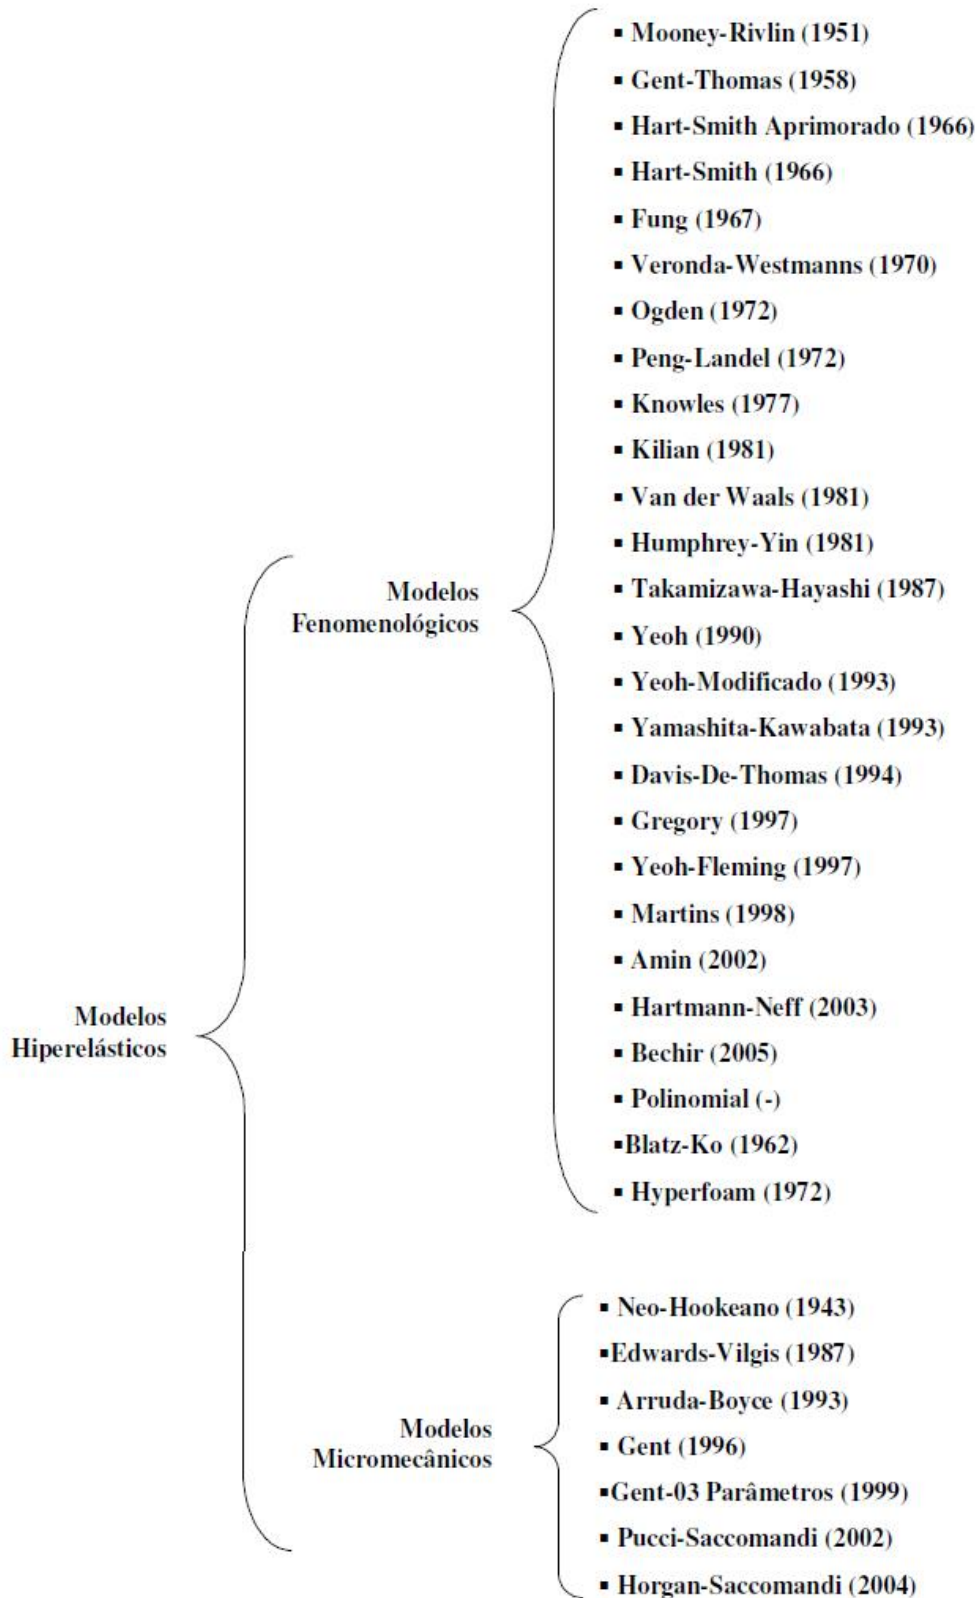 ▪ Mooney-Rivlin (1951)
▪ Gent-Thomas (1958)
▪ Hart-Smith Aprimorado (1966)
▪ Hart-Smith (1966)
▪ Fung (1967)
▪ Veronda-Westmanns (1970)
▪ Ogden (1972)
▪ Peng-Landel (1972)
▪ Knowles (1977)
▪ Kilian (1981)
▪ Van der Waals (1981)
▪ Humphrey-Yin (1981)
▪ Takamizawa-Hayashi (1987)
▪ Yeoh (1990)
▪ Yeoh-Modificado (1993)
▪ Yamashita-Kawabata (1993)
▪ Davis-De-Thomas (1994)
▪ Gregory (1997)
▪ Yeoh-Fleming (1997)
▪ Martins (1998)
▪ Amin (2002)
▪ Hartmann-Neff (2003)
▪ Bechir (2005)
▪ Polinomial (-)
▪Blatz-Ko (1962)
▪ Hyperfoam (1972)
Modelos
Fenomenológicos
Modelos
Hiperelásticos
▪ Neo-Hookeano (1943)
▪Edwards-Vilgis (1987)
▪ Arruda-Boyce (1993)
▪ Gent (1996)
▪Gent-03 Parâmetros (1999)
▪ Pucci-Saccomandi (2002)
▪ Horgan-Saccomandi (2004)
Modelos
Micromecânicos